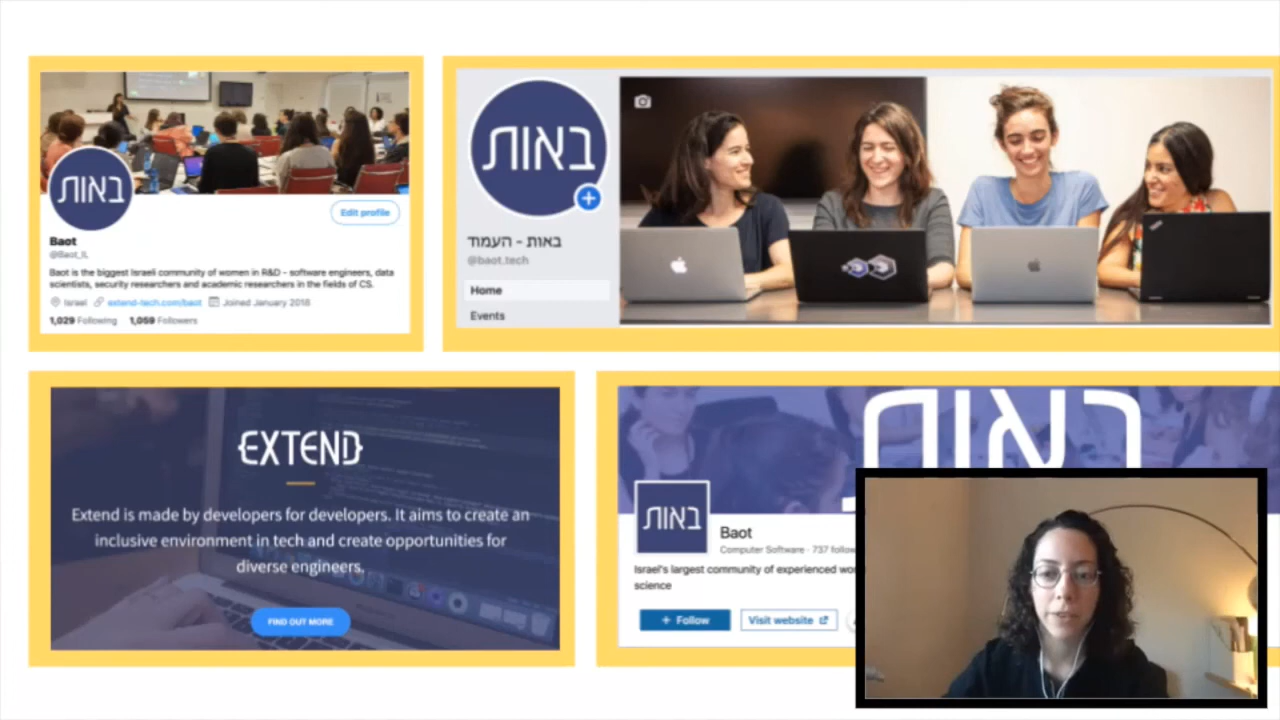 באות
Edit profile
Baot
@Baot_IL
Baot is the biggest Israeli community of women in R&D - software engineers, data
scientists, security researchers and academic researchers in the fields of CS.
Israel extend-tech.com/baot Joined January 2018
1,029 Following 1,059 Followers
באות
באות - העמוד
@baot.tech
Home
Events
EXTEND
Extend is made by developers for developers. It aims to create an
inclusive environment in tech and create opportunities for
diverse engineers.
FIND OUT MORE
באות
באות
Baot
Computer Software · 737 follow
Israel's largest community of experienced wo
science
+ Follow
Visit website